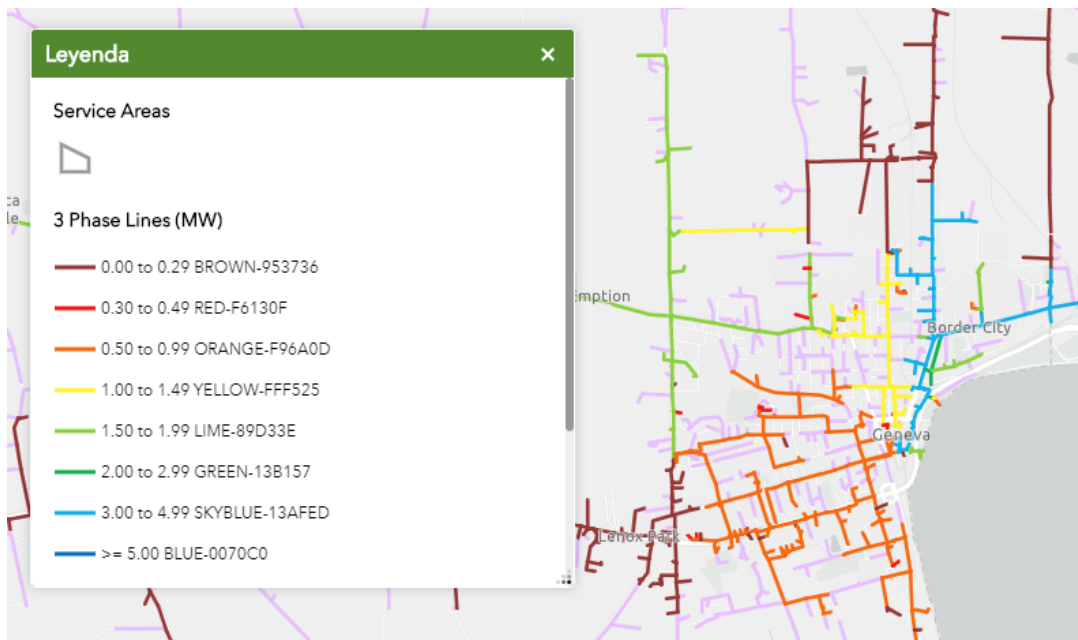 Leyenda
×
Service Areas
3 Phase Lines (MW)
0.00 to 0.29 BROWN-953736
0.30 to 0.49 RED-F6130F
0.50 to 0.99 ORANGE-F96A0D
1.00 to 1.49 YELLOW-FFF525
1.50 to 1.99 LIME-89D33E
2.00 to 2.99 GREEN-13B157
3.00 to 4.99 SKYBLUE-13AFED
>= 5.00 BLUE-0070C0
ca
le
Emption
Border City
Geneva
Lenox Park